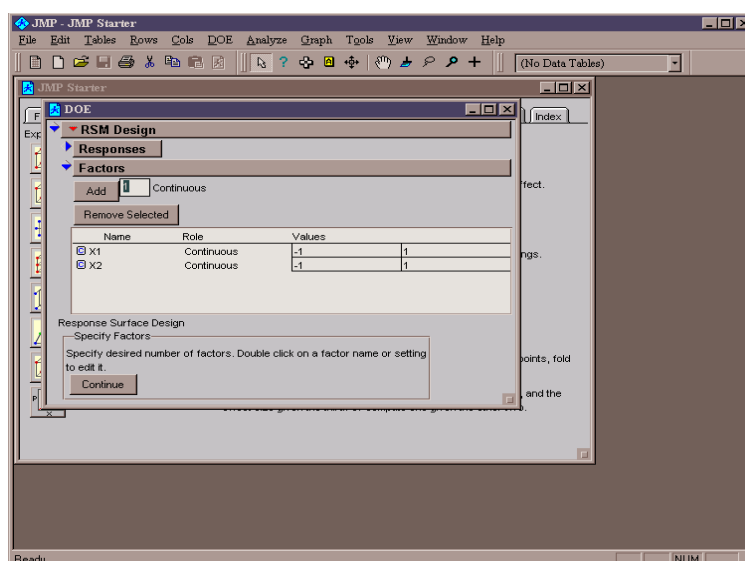 JMP - JMP Starter
File Edit Tables Rows Cols DOE Analyze Graph Tools View Window Help
(No Data Tables)
JMP Starter
F
Index
DOE
Exp
RSM Design
Responses
Factors
Add 1 Continuous
ffect.
Remove Selected
Name Role Values
X1 Continuous -1 1
ngs.
X2 Continuous -1 1
Response Surface Design
Specify Factors
Specify desired number of factors. Double click on a factor name or setting
to edit it.
oints, fold
Continue
, and the
Ready NUM